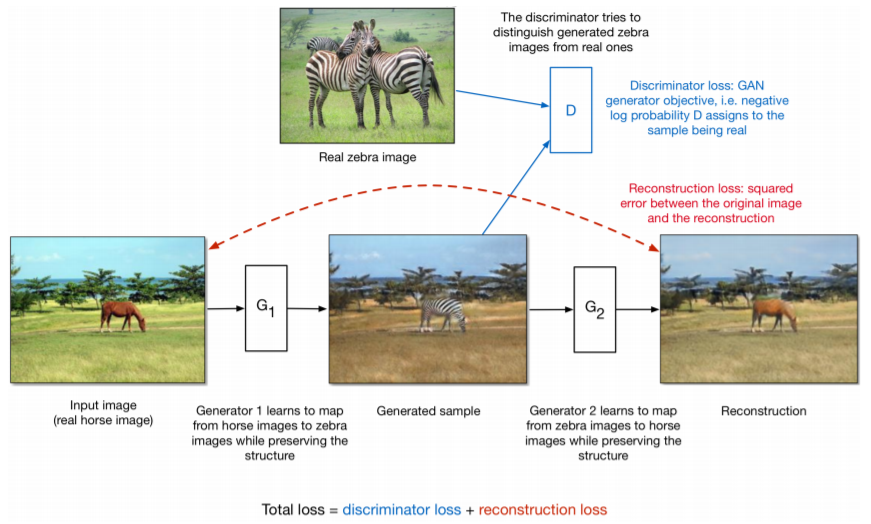 The discriminator tries to
distinguish generated zebra
images from real ones
D
Discriminator loss: GAN
generator objective, i.e. negative
log probability D assigns to the
sample being real
Real zebra image
Reconstruction loss: squared
error between the original image
and the reconstruction
G1
G2
Input image
(real horse image)
Generator 1 learns to map
from horse images to zebra
images while preserving the
structure
Generated sample
Generator 2 learns to map
from zebra images to horse
images while preserving the
structure
Reconstruction
Total loss = discriminator loss + reconstruction loss